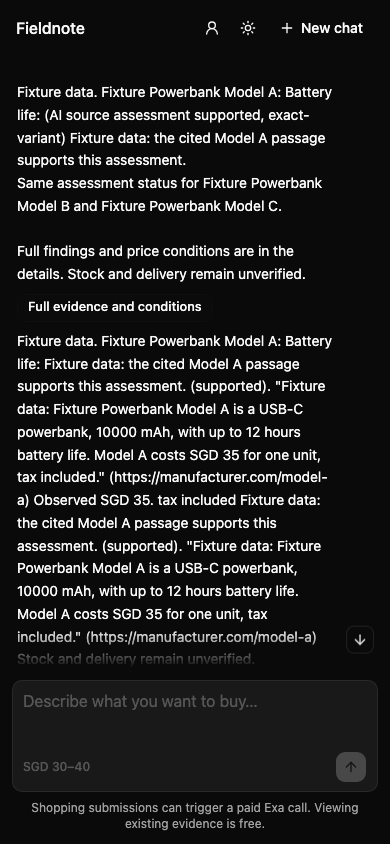 Fieldnote
+ New chat
Fixture data. Fixture Powerbank Model A: Battery
life: (AI source assessment supported, exact-
variant) Fixture data: the cited Model A passage
supports this assessment.
Same assessment status for Fixture Powerbank
Model B and Fixture Powerbank Model C.
Full findings and price conditions are in the
details. Stock and delivery remain unverified.
Full evidence and conditions
Fixture data. Fixture Powerbank Model A: Battery
life: Fixture data: the cited Model A passage
supports this assessment. (supported). "Fixture
data: Fixture Powerbank Model A is a USB-C
powerbank, 10000 mAh, with up to 12 hours
battery life. Model A costs SGD 35 for one unit,
tax included." (https://manufacturer.com/model-
a) Observed SGD 35. tax included Fixture data:
the cited Model A passage supports this
assessment. (supported). "Fixture data: Fixture
Powerbank Model A is a USB-C powerbank,
10000 mAh, with up to 12 hours battery life.
Model A costs SGD 35 for one unit, tax
included." (https://manufacturer.com/model-a)
Stock and delivery remain unverified.
Describe what you want to buy...
SGD 30–40
Shopping submissions can trigger a paid Exa call. Viewing
existing evidence is free.